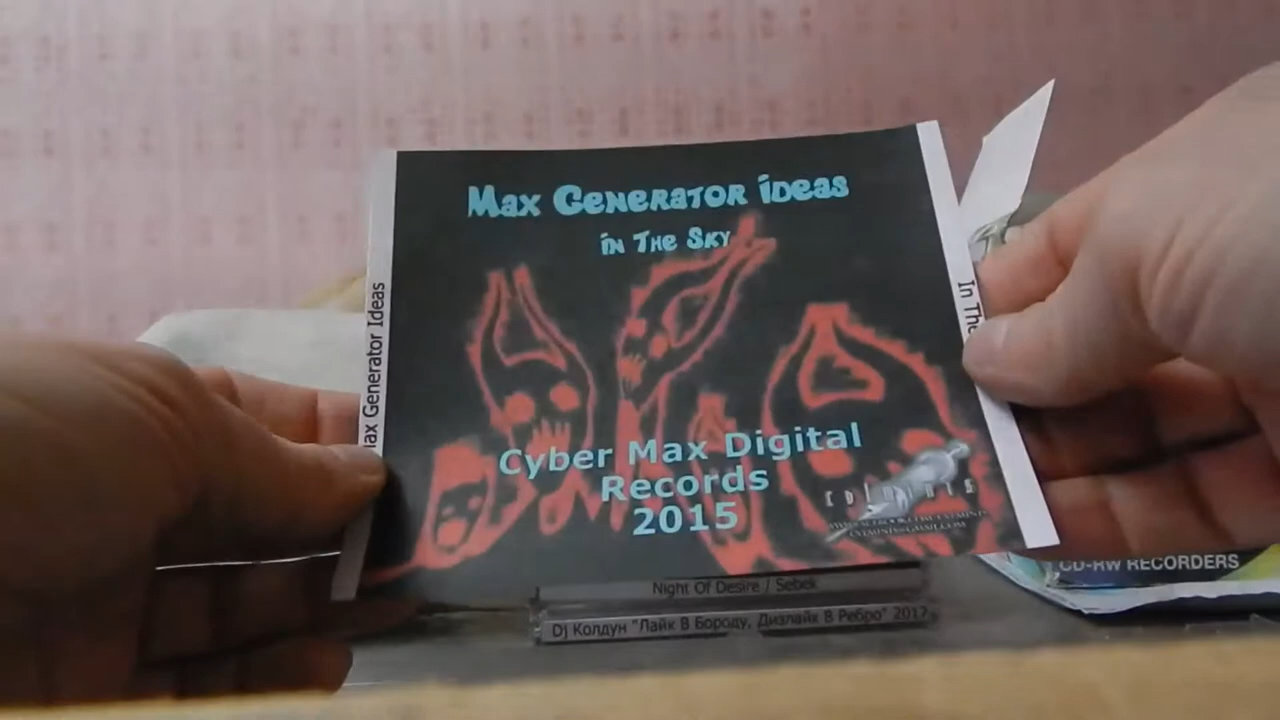 Max Generator ideas
in The Sky
Max Generator Ideas
In The
Cyber Max Digital
Records
2015
CD-RW RECORDERS
Night Of Desire / Sebek
Dj Колдун "Лайк В Бороду, Дизлайк В Ребро" 2017